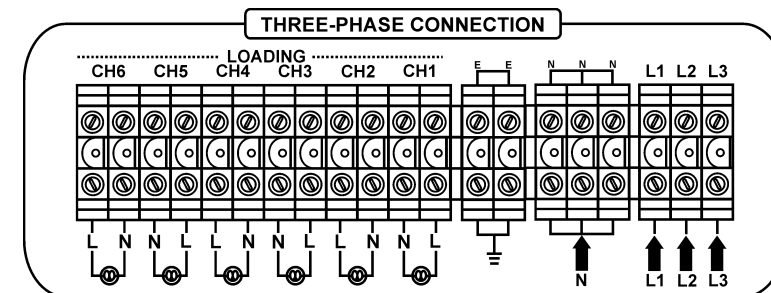 THREE-PHASE CONNECTION
LOADING
CH6 CH5 CH4 CH3 CH2 CH1 E E N N N L1 L2 L3
L N N L L N N L L N N L
N L1 L2 L3